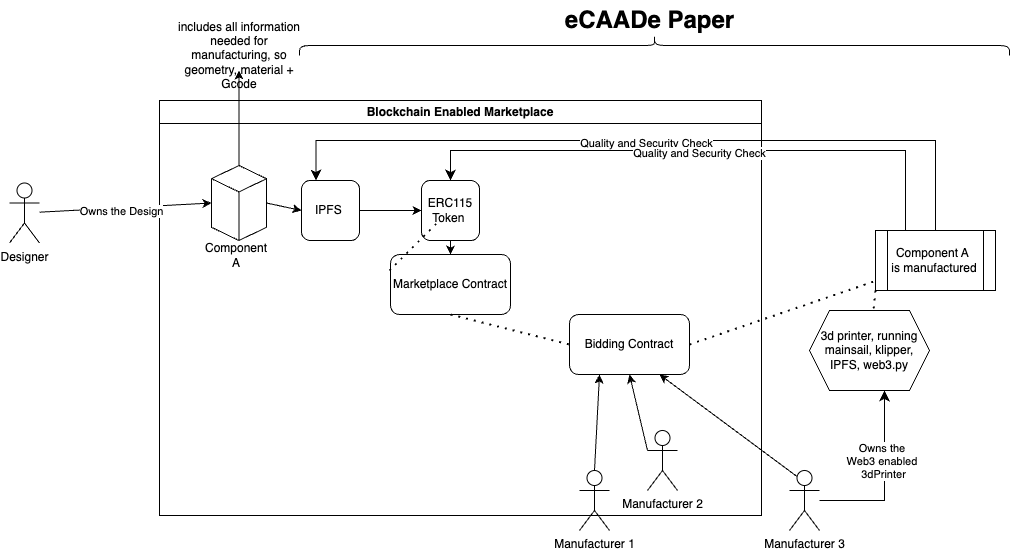 eCAADe Paper
includes all information
needed for
manufacturing, so
geometry, material +
Gcode
Blockchain Enabled Marketplace
Quality and Security Check
Quality and Security Check
Owns the Design
Designer
Component
A
IPFS
ERC115
Token
Marketplace Contract
Component A
is manufactured
Bidding Contract
3d printer, running
mainsail, klipper,
IPFS, web3.py
Owns the
Web3 enabled
3dPrinter
Manufacturer 2
Manufacturer 1
Manufacturer 3